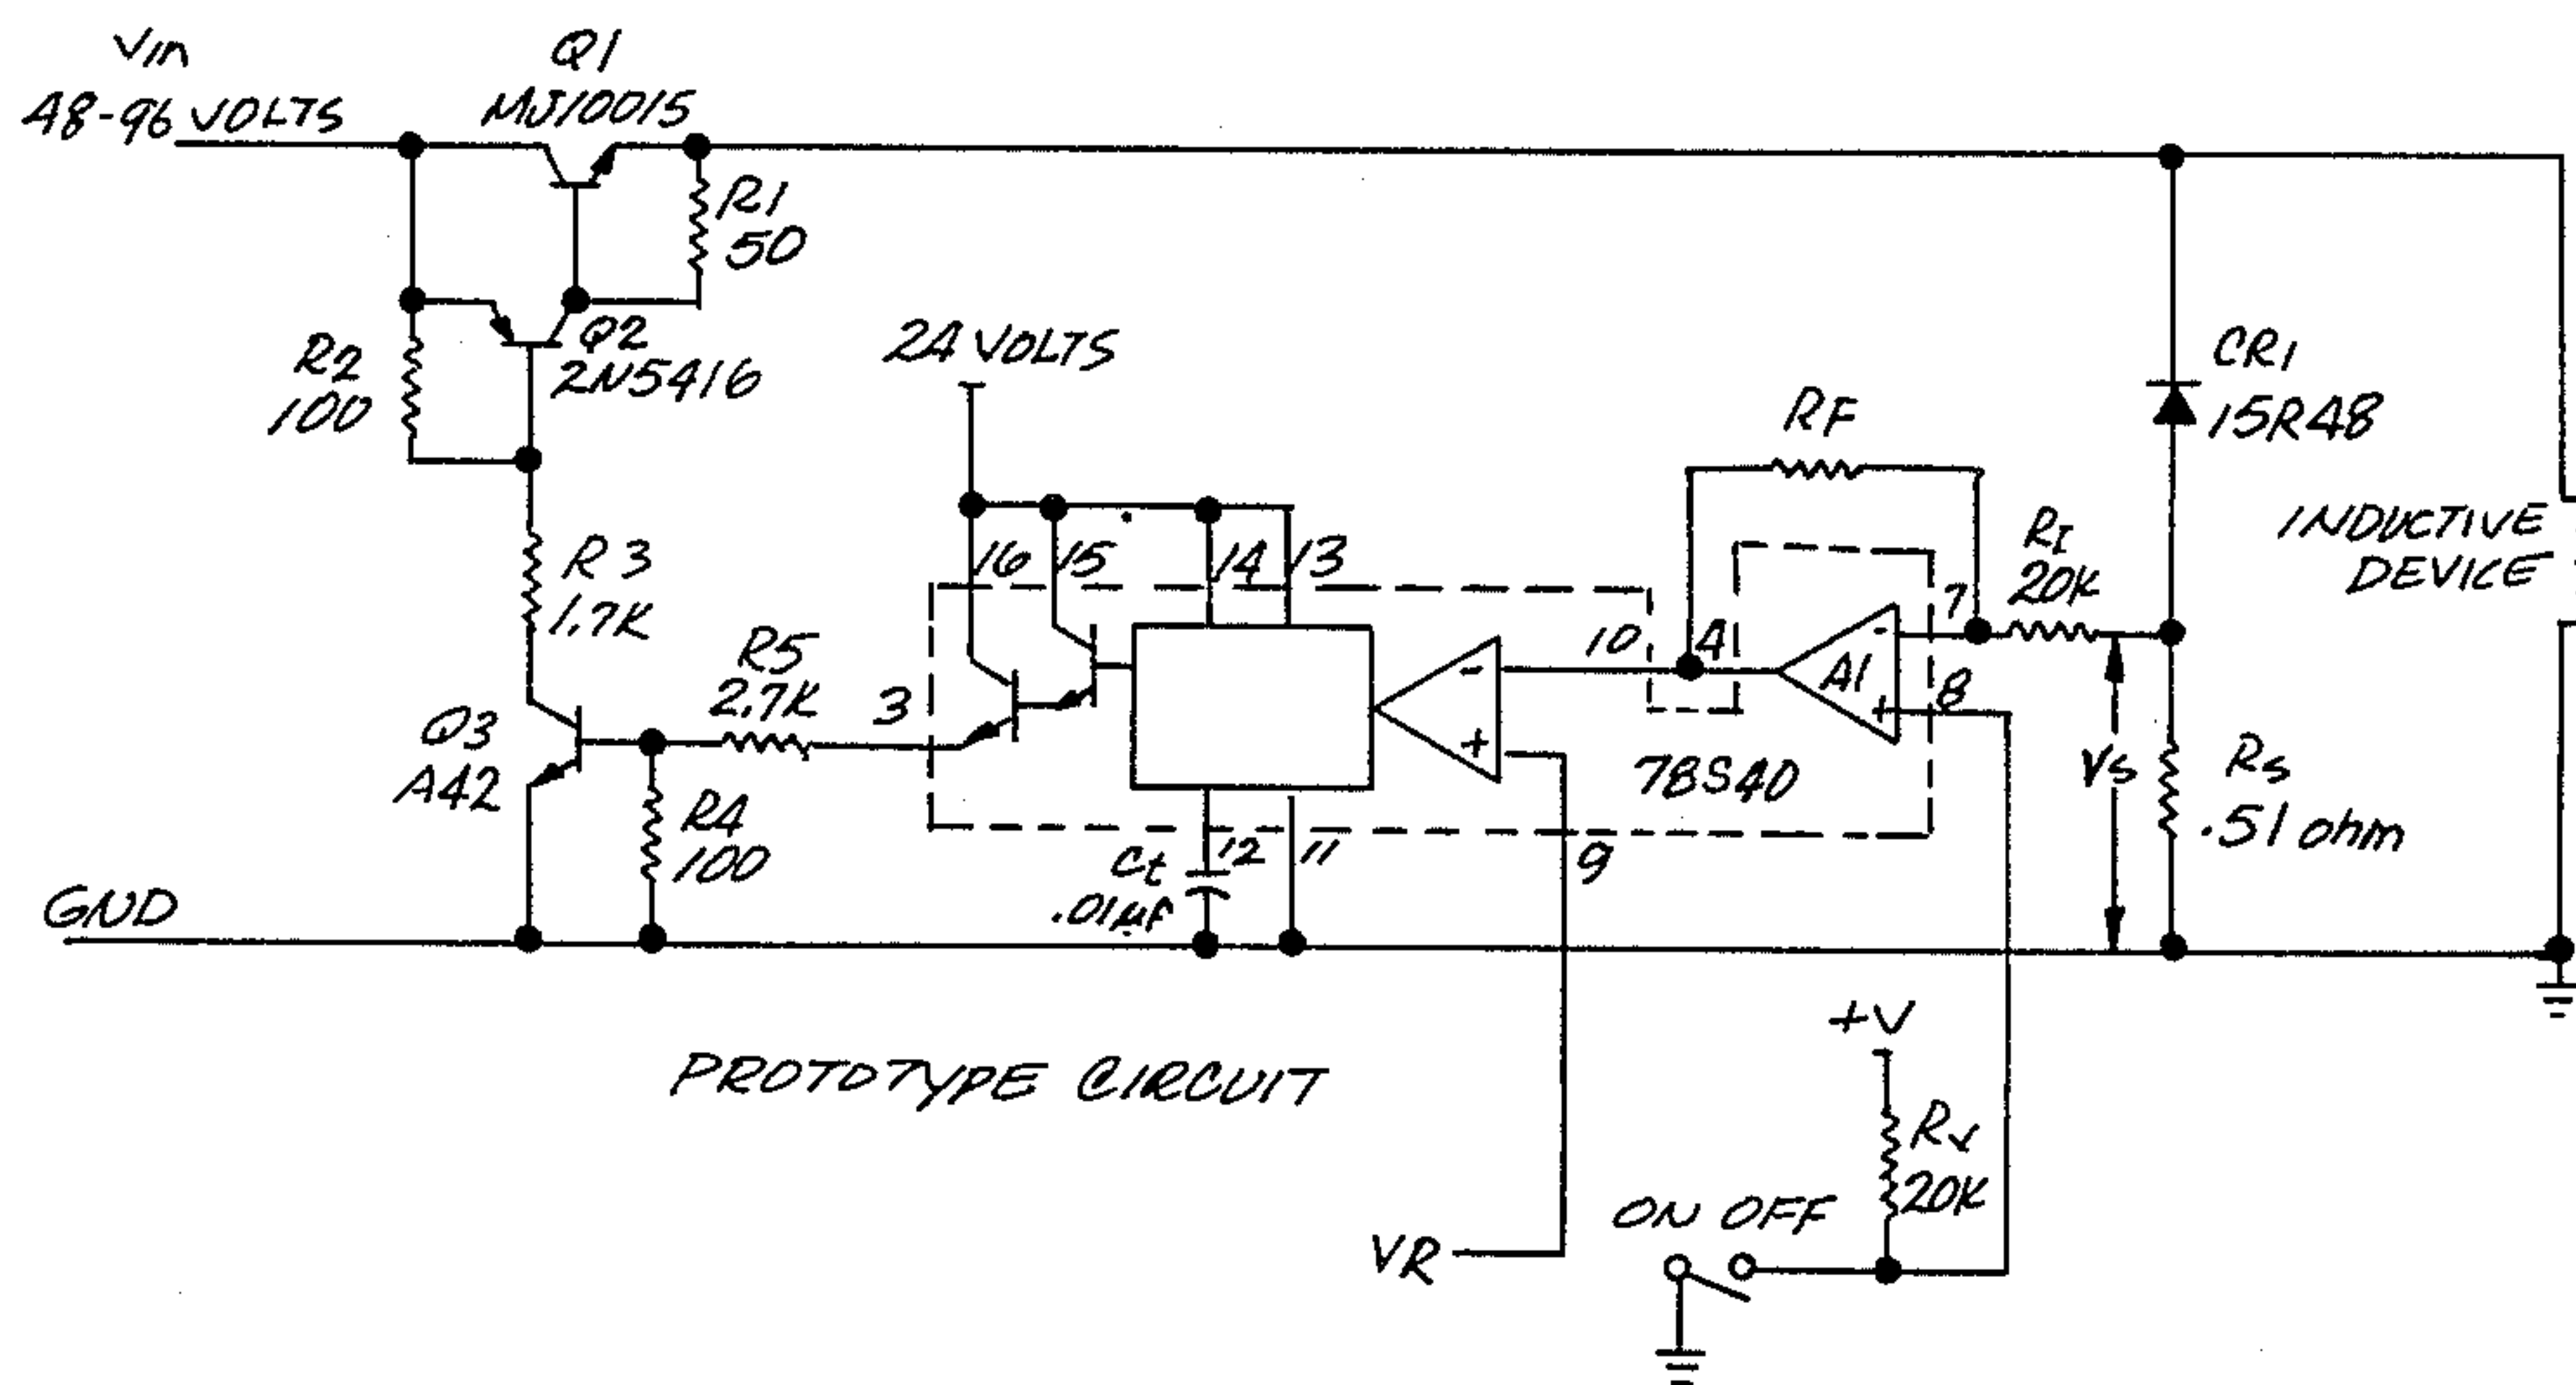 Vin
48-96 VOLTS
Q1
MJ10015
R1
50
R2
100
Q2
2N5416
24 VOLTS
CR1
15R48
RF
INDUCTIVE
DEVICE
R3
1.7K
16
15
14
13
RI
20K
10
4
7
8
A1
-
+
-
+
R5
2.7K
3
Q3
A42
R4
100
78S40
VS
RS
.51 ohm
Ct
.01µf
12
11
9
GND
PROTOTYPE CIRCUIT
+V
20K
ON OFF
VR